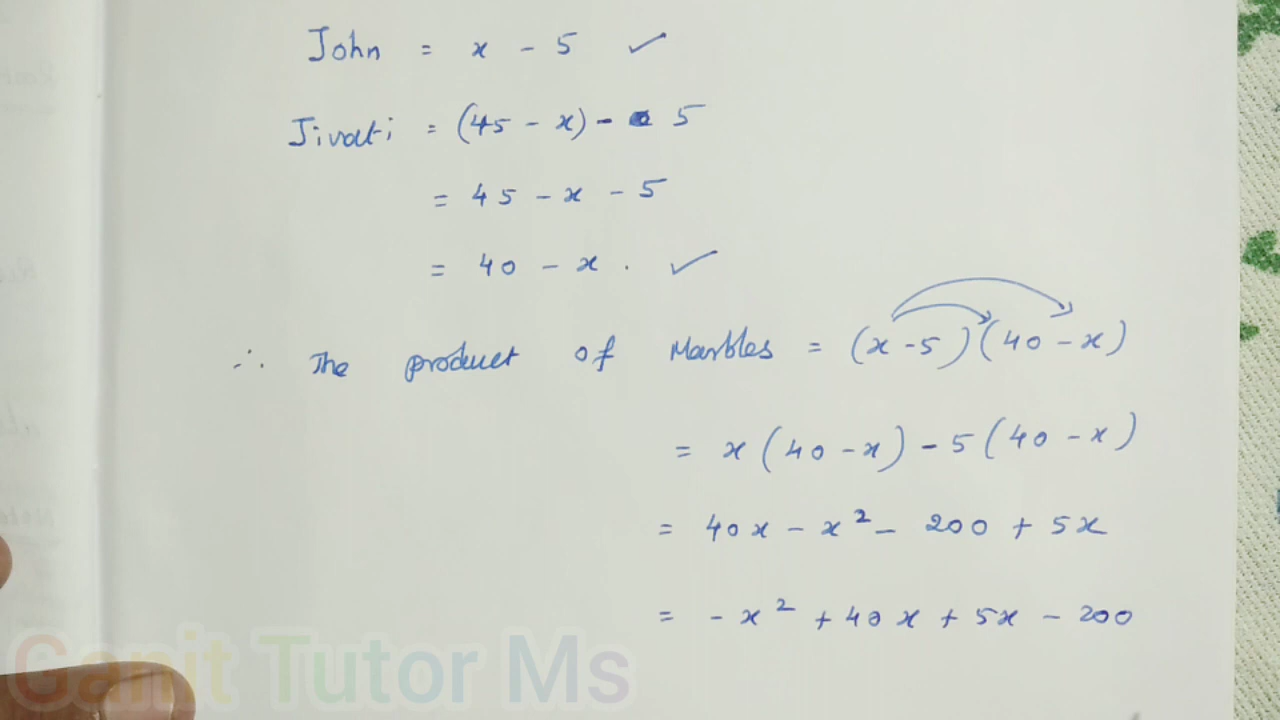 John = x - 5 ✓
Jivati = (45 - x) - 5
= 45 - x - 5
= 40 - x . ✓
∴ The product of Marbles = (x - 5)(40 - x)
= x(40 - x) - 5(40 - x)
= 40x - x² - 200 + 5x
= - x² + 40x + 5x - 200
Ganit Tutor Ms